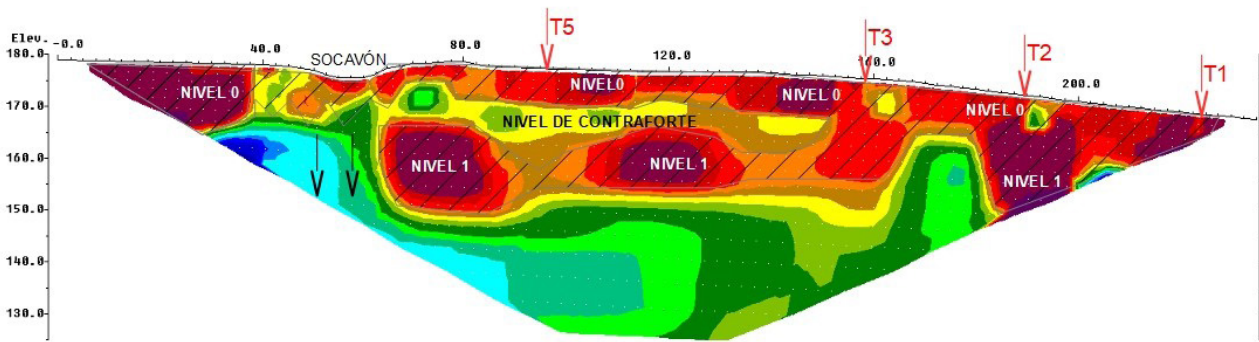 T5
T3
T2
T1
Elev.
-0.0
40.0
80.0
120.0
200.0
SOCAVÓN
180.0
170.0
160.0
150.0
140.0
130.0
NIVEL 0
NIVEL0
NIVEL 0
NIVEL 0
NIVEL DE CONTRAFORTE
NIVEL 1
NIVEL 1
NIVEL 1